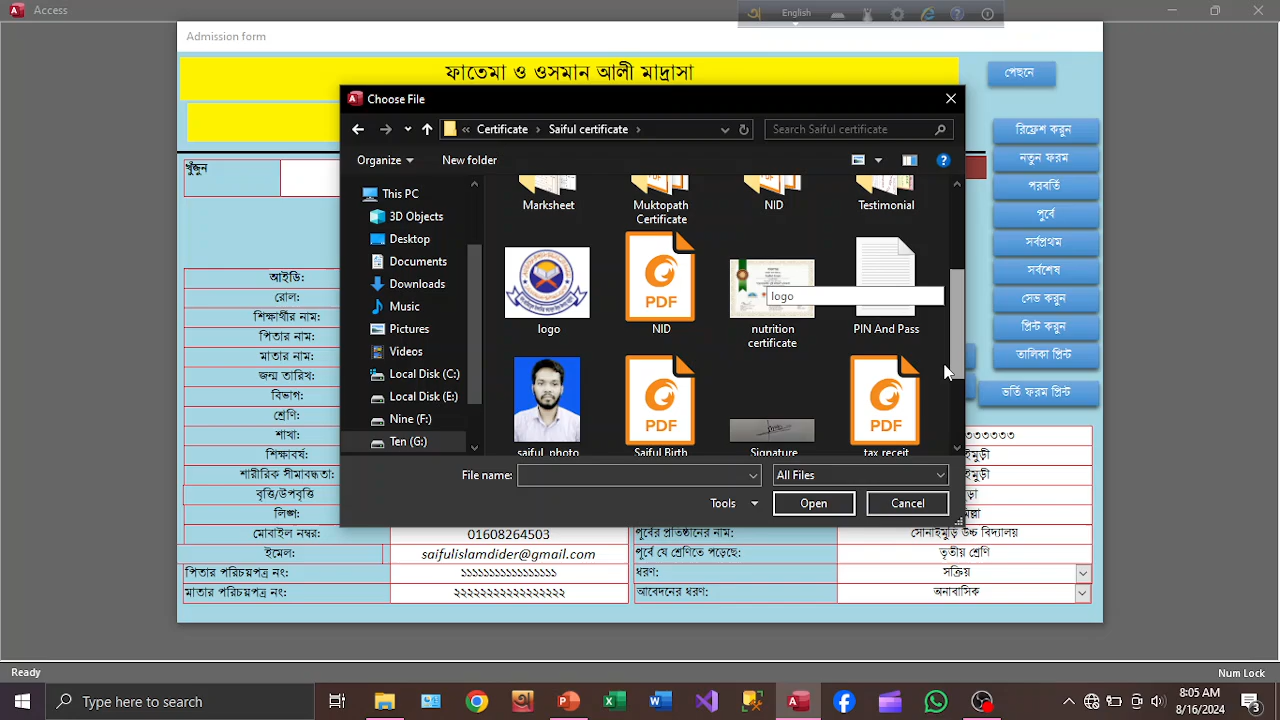 Access
English
Admission form
ফাতেমা ও ওসমান আলী মাদ্রাসা
পেছনে
Choose File
Certificate
Saiful certificate
Search Saiful certificate
Organize
New folder
খুঁজুন
রিফ্রেশ করুন
নতুন ফরম
পরবর্তি
পুর্বে
সর্বপ্রথম
সর্বশেষ
সেভ করুন
প্রিন্ট করুন
তালিকা প্রিন্ট
ভর্তি ফরম প্রিন্ট
This PC
3D Objects
Desktop
Documents
Downloads
Music
Pictures
Videos
Local Disk (C:)
Local Disk (E:)
Nine (F:)
Ten (G:)
Marksheet
Muktopath Certificate
NID
Testimonial
PDF
logo
logo
NID
nutrition certificate
PIN And Pass
PDF
PDF
saiful_photo
Saiful Birth
Signature
tax receit
File name:
All Files
Tools
Open
Cancel
আইডি:
রোল:
শিক্ষার্থীর নাম:
পিতার নাম:
মাতার নাম:
জন্ম তারিখ:
বিভাগ:
শ্রেণি:
শাখা:
শিক্ষাবর্ষ:
শারীরিক সীমাবদ্ধতা:
বৃত্তি/উপবৃত্তি
লিঙ্গ:
মোবাইল নম্বর:
01608264503
পূর্বের প্রতিষ্ঠানের নাম:
সোনাইমুড়ি উচ্চ বিদ্যালয়
ইমেল:
saifulislamdider@gmail.com
পূর্বে যে শ্রেণিতে পড়েছে:
তৃতীয় শ্রেণি
পিতার পরিচয়পত্র নং:
১১১১১১১১১১১১১১১১১
ধরণ:
সক্রিয়
মাতার পরিচয়পত্র নং:
২২২২২২২২২২২২২২২২২
আবেদনের ধরণ:
অনাবাসিক
Ready
Num Lock
Type here to search
8:05 AM
8/16/2024
3